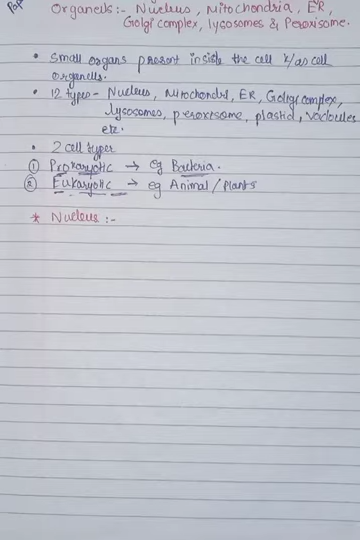 Organells:- Nucleus, Mitochondria, ER,
Golgi complex, Lysosomes & Peroxisome.
• Small organs present inside the cell k/as cell
organells.
• 12 types- Nucleus, Mitochondri, ER, Golgi complex,
Lysosomes, peroxisome, plastid, vacloules
etc.
• 2 cell types
① Prokaryotic → eg Bacteria.
② Eukaryotic → eg Animal / Plants
* Nucleus :-